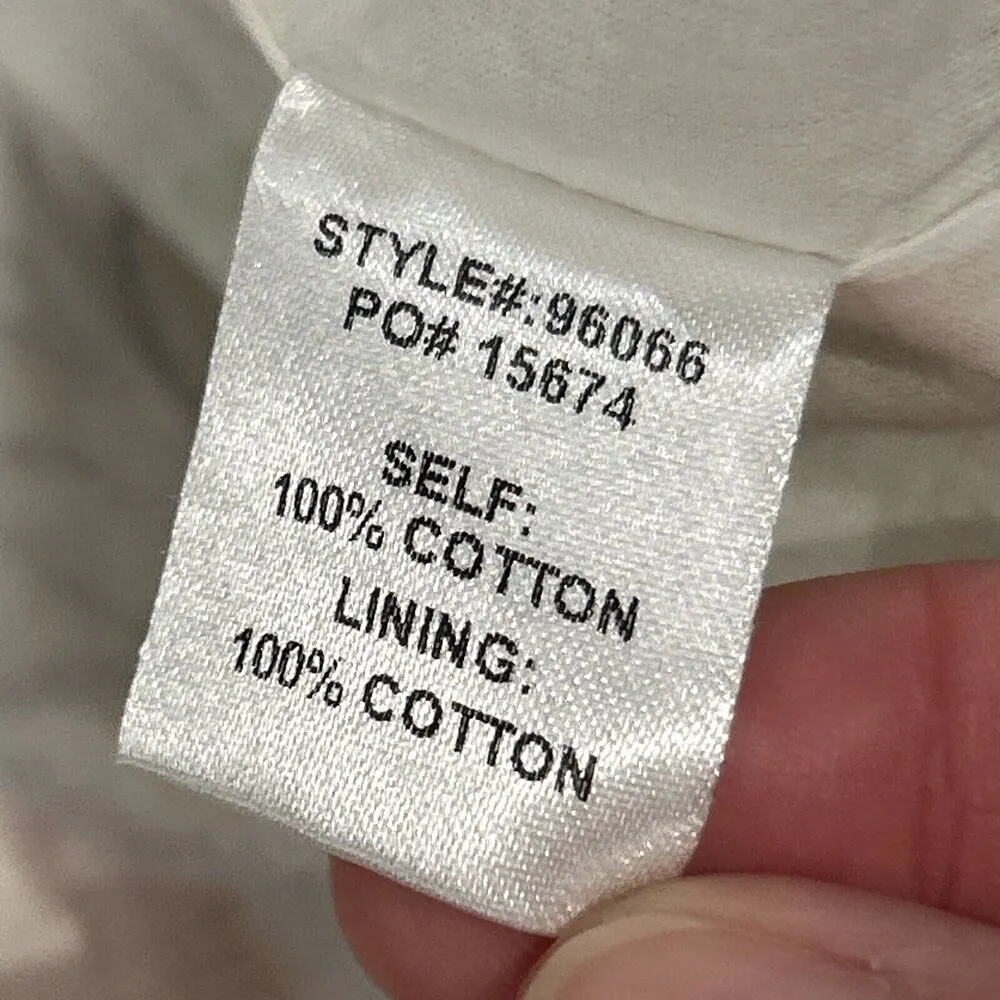 STYLE#:96066
PO# 15674
SELF:
100% COTTON
LINING:
100% COTTON